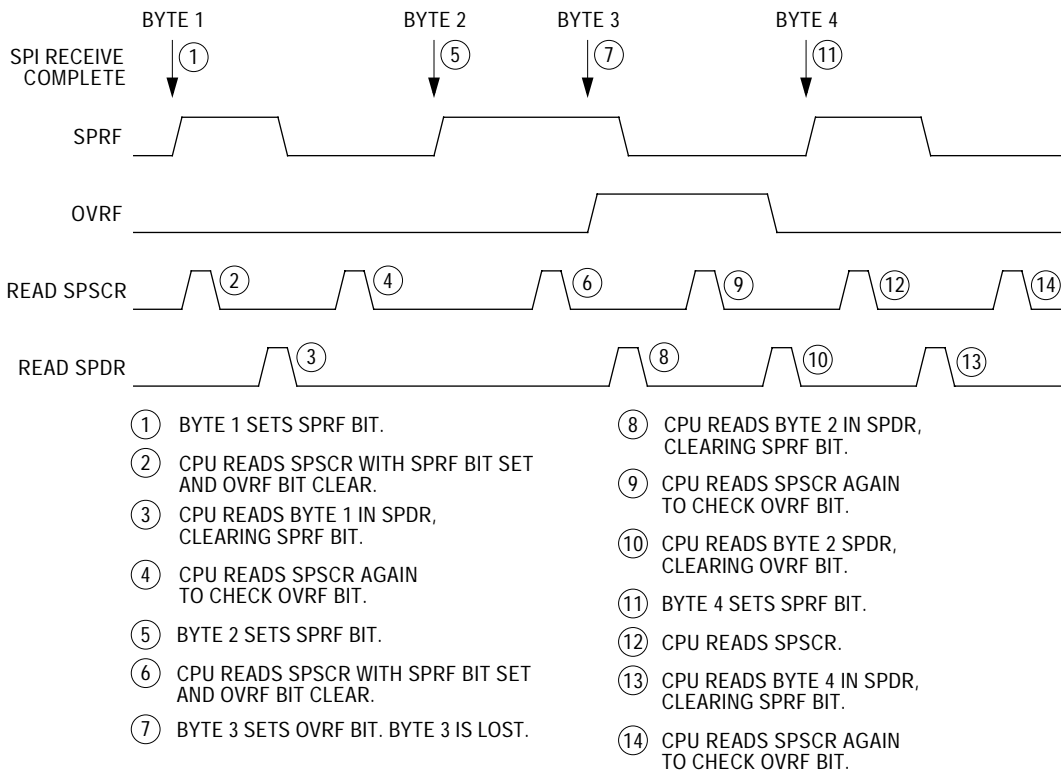 BYTE 1 BYTE 2 BYTE 3 BYTE 4
SPI RECEIVE
COMPLETE
1 5 7 11
SPRF
OVRF
READ SPSCR
2 4 6 9 12 14
READ SPDR
3 8 10 13
1 BYTE 1 SETS SPRF BIT.
2 CPU READS SPSCR WITH SPRF BIT SET
AND OVRF BIT CLEAR.
3 CPU READS BYTE 1 IN SPDR,
CLEARING SPRF BIT.
4 CPU READS SPSCR AGAIN
TO CHECK OVRF BIT.
5 BYTE 2 SETS SPRF BIT.
6 CPU READS SPSCR WITH SPRF BIT SET
AND OVRF BIT CLEAR.
7 BYTE 3 SETS OVRF BIT. BYTE 3 IS LOST.
8 CPU READS BYTE 2 IN SPDR,
CLEARING SPRF BIT.
9 CPU READS SPSCR AGAIN
TO CHECK OVRF BIT.
10 CPU READS BYTE 2 SPDR,
CLEARING OVRF BIT.
11 BYTE 4 SETS SPRF BIT.
12 CPU READS SPSCR.
13 CPU READS BYTE 4 IN SPDR,
CLEARING SPRF BIT.
14 CPU READS SPSCR AGAIN
TO CHECK OVRF BIT.